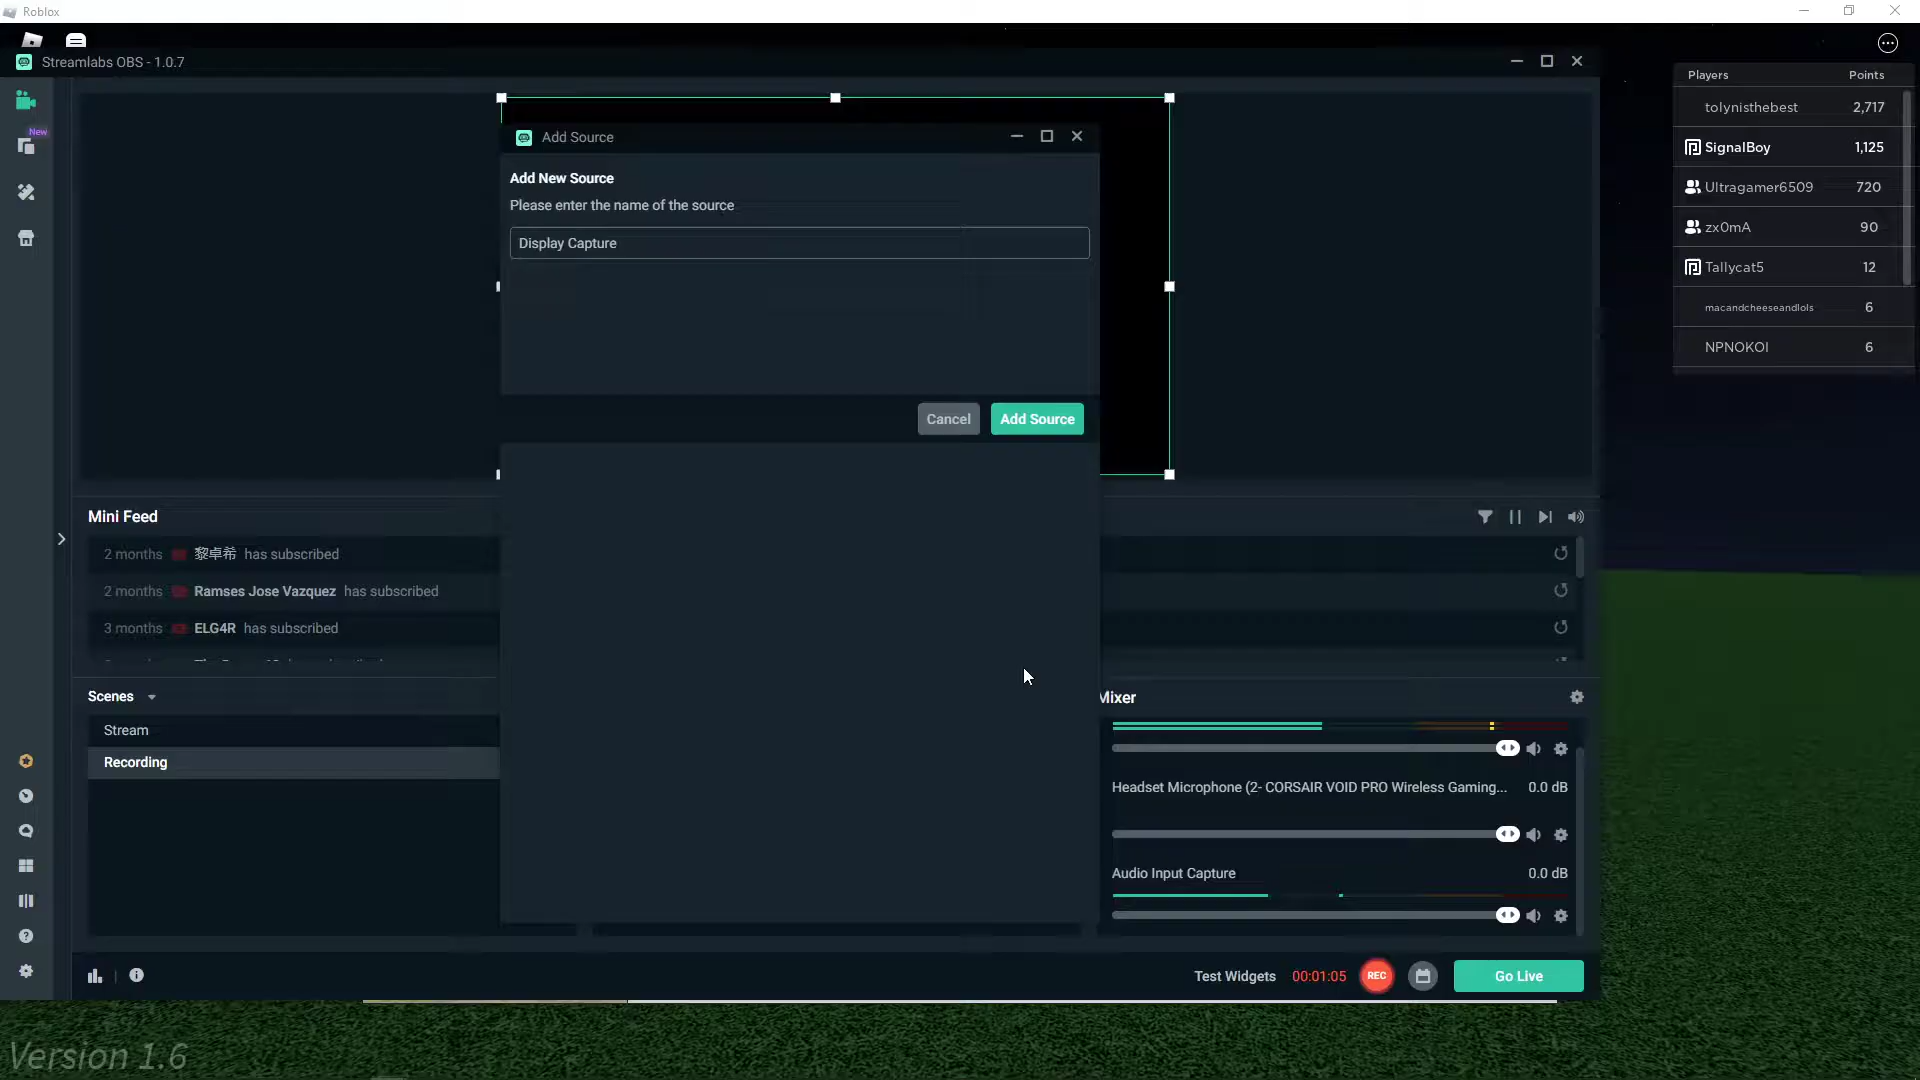 Roblox
Streamlabs OBS - 1.0.7
Players Points
tolynisthebest 2,717
SignalBoy 1,125
Ultragamer6509 720
zx0mA 90
Tallycat5 12
macandcheeseandlols 6
NPNOKOI 6
New
Add Source
Add New Source
Please enter the name of the source
Display Capture
Cancel
Add Source
Mini Feed
2 months 黎卓希 has subscribed
2 months Ramses Jose Vazquez has subscribed
3 months ELG4R has subscribed
Scenes
Stream
Recording
Mixer
Headset Microphone (2- CORSAIR VOID PRO Wireless Gaming... 0.0 dB
Audio Input Capture 0.0 dB
Test Widgets 00:01:05 REC Go Live
Version 1.6